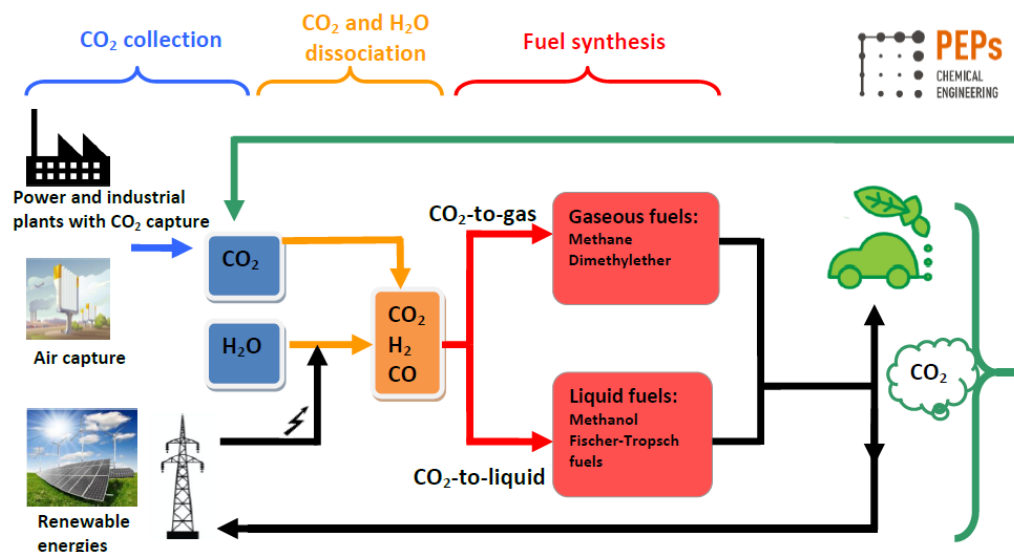 CO₂ collection
CO₂ and H₂O
dissociation
Fuel synthesis
PEPs
CHEMICAL
ENGINEERING
Power and industrial
plants with CO₂ capture
CO₂
Air capture
H₂O
CO₂
H₂
CO
CO₂-to-gas
Gaseous fuels:
Methane
Dimethylether
CO₂-to-liquid
Liquid fuels:
Methanol
Fischer-Tropsch
fuels
CO₂
Renewable
energies